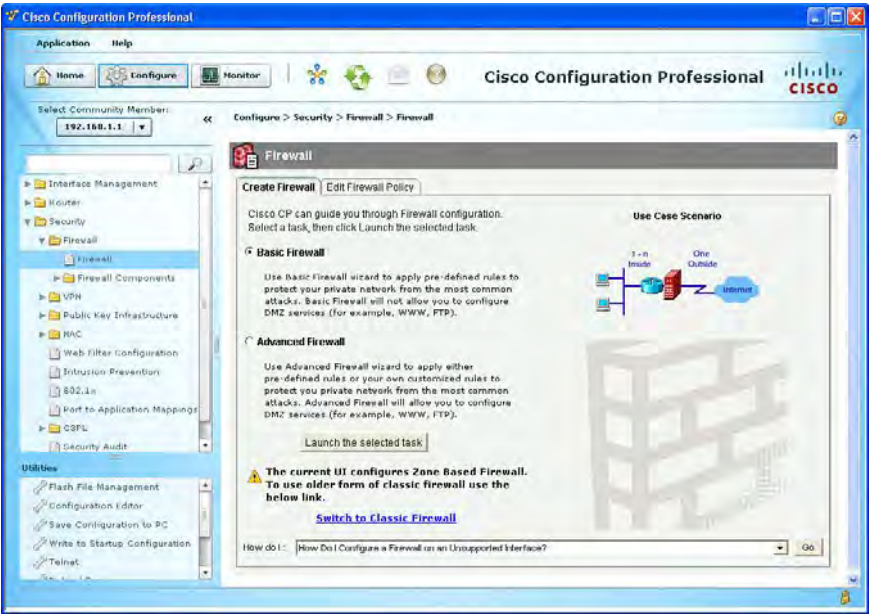 Cisco Configuration Professional
Application Help
Home Configure Monitor
Cisco Configuration Professional
CISCO
Select Community Member:
192.168.1.1
«
Configure > Security > Firewall > Firewall
Firewall
Interface Management
Router
Security
Firewall
Firewall
Firewall Components
VPN
Public Key Infrastructure
NAC
Web Filter Configuration
Intrusion Prevention
802.1x
Port to Application Mappings
C3PL
Security Audit
Utilities
Flash File Management
Configuration Editor
Save Configuration to PC
Write to Startup Configuration
Telnet
Create Firewall Edit Firewall Policy
Cisco CP can guide you through Firewall configuration.
Select a task, then click Launch the selected task.
Basic Firewall
Use Basic Firewall wizard to apply pre-defined rules to
protect your private network from the most common
attacks. Basic Firewall will not allow you to configure
DMZ services (for example, WWW, FTP).
Advanced Firewall
Use Advanced Firewall wizard to apply either
pre-defined rules or your own customized rules to
protect you private network from the most common
attacks. Advanced Firewall will allow you to configure
DMZ services (for example, WWW, FTP).
Launch the selected task
The current UI configures Zone Based Firewall.
To use older form of classic firewall use the
below link.
Switch to Classic Firewall
Use Case Scenario
1 - n
Inside
One
Outside
Internet
How do I : How Do I Configure a Firewall on an Unsupported Interface? Go